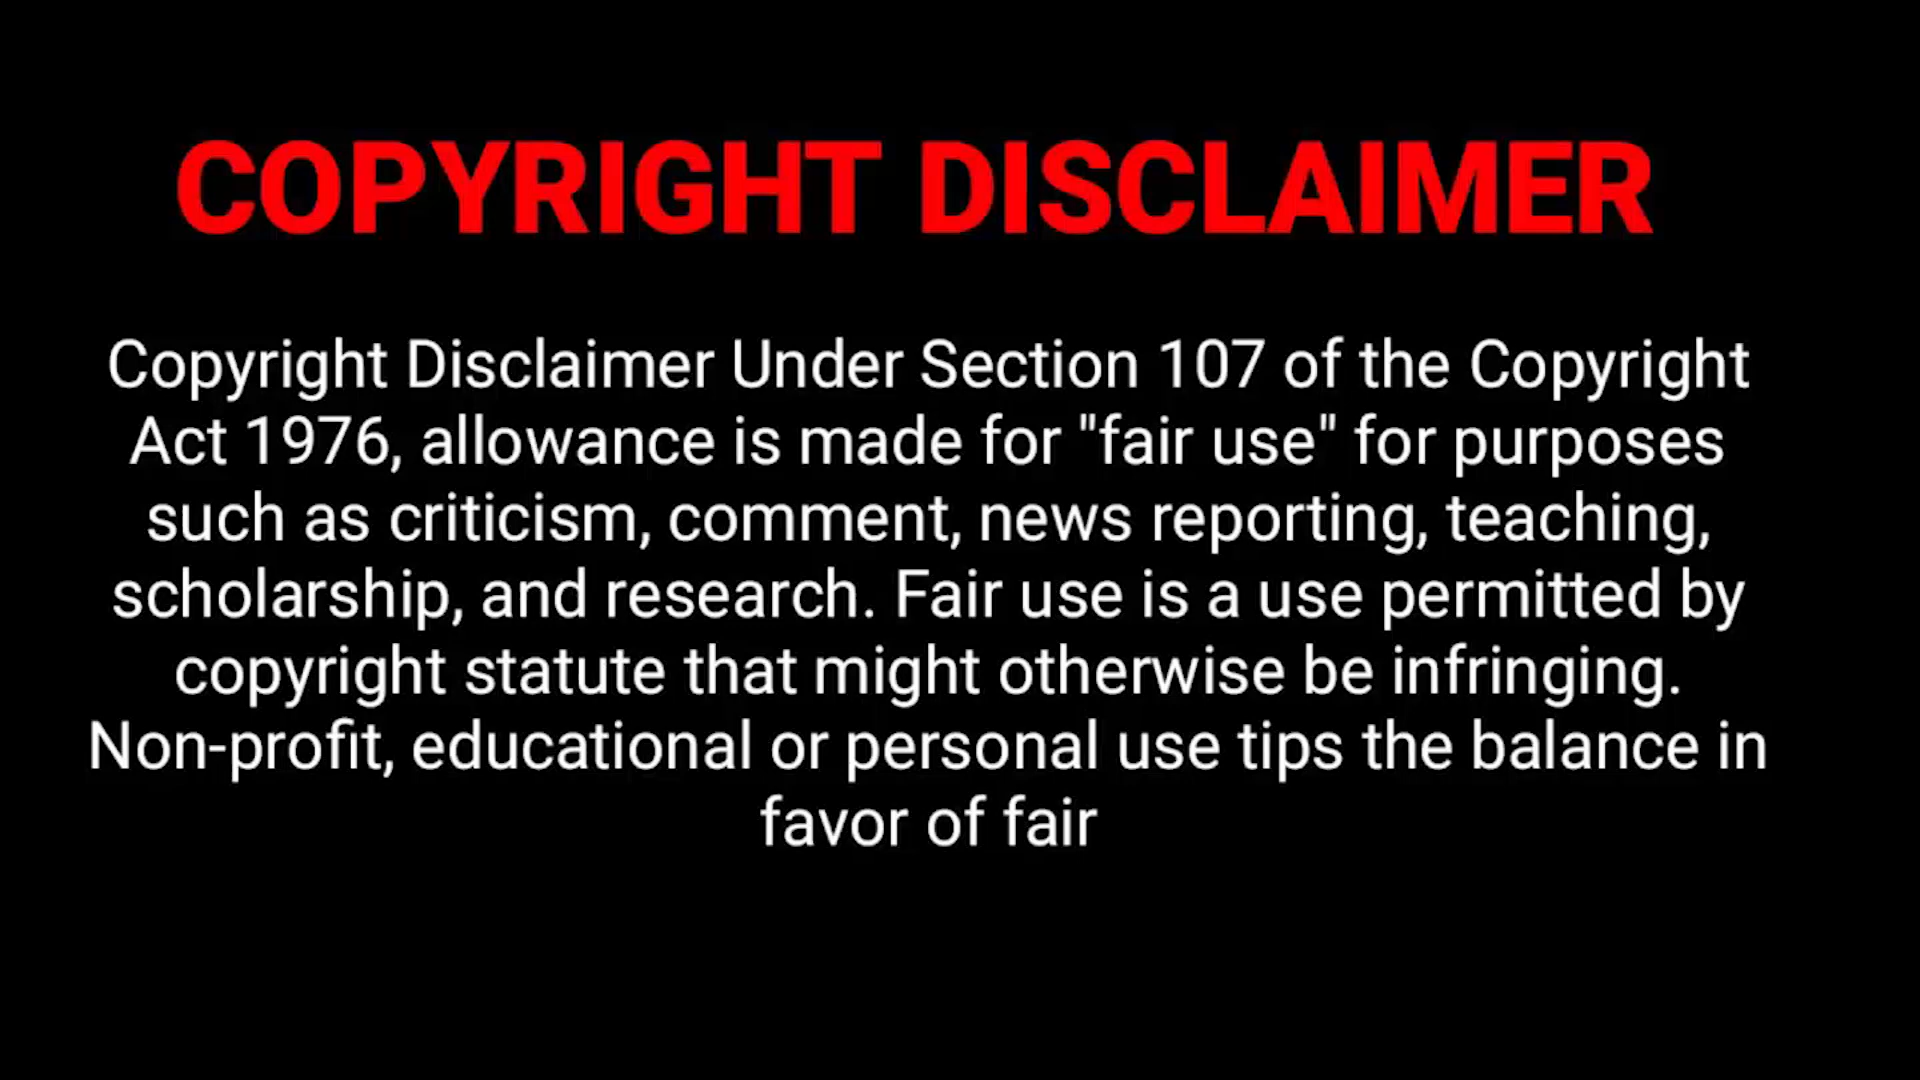 COPYRIGHT DISCLAIMER
Copyright Disclaimer Under Section 107 of the Copyright
Act 1976, allowance is made for "fair use" for purposes
such as criticism, comment, news reporting, teaching,
scholarship, and research. Fair use is a use permitted by
copyright statute that might otherwise be infringing.
Non-profit, educational or personal use tips the balance in
favor of fair